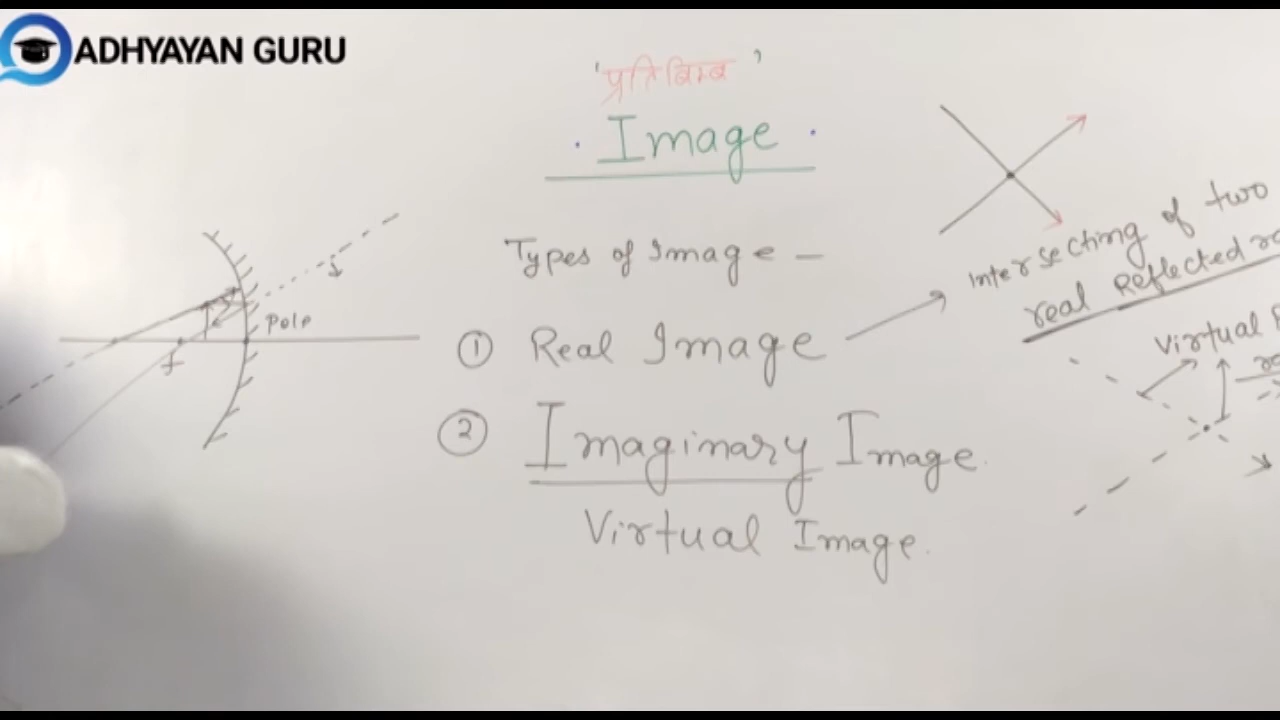 ADHYAYAN GURU
'प्रतिबिम्ब'
Image
Types of Image –
① Real Image
Intersecting of two
real Reflected
Virtual
② Imaginary Image.
Virtual Image.
Pole
f